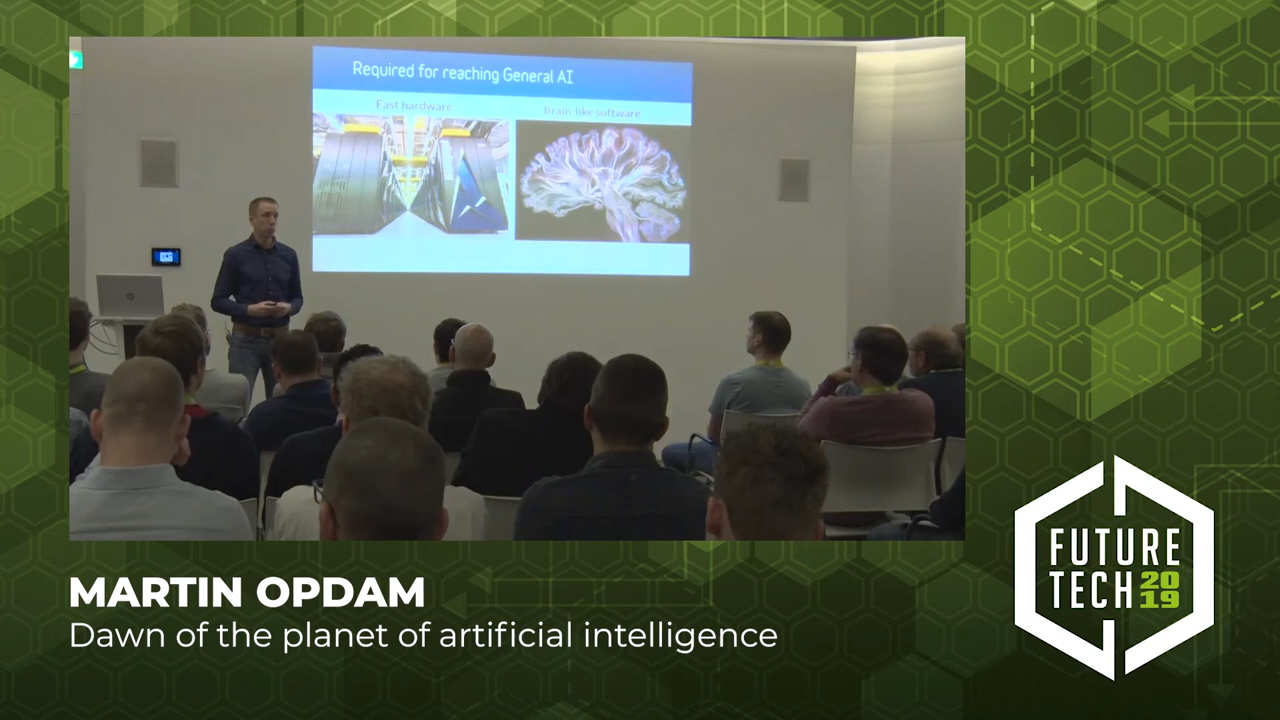 Required for reaching General AI
Fast hardware
Brain-like software
MARTIN OPDAM
Dawn of the planet of artificial intelligence
FUTURE
TECH 20
19